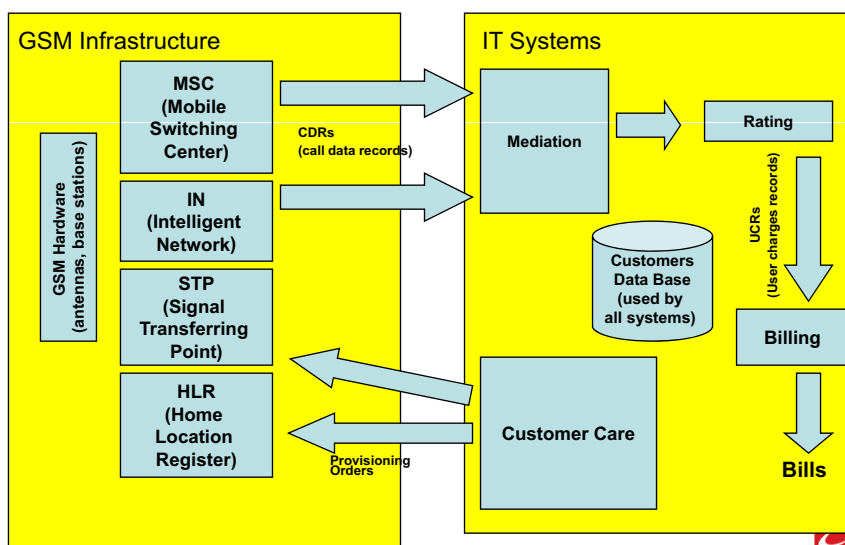 GSM Infrastructure
MSC
(Mobile
Switching
Center)
IN
(Intelligent
Network)
STP
(Signal
Transferring
Point)
HLR
(Home
Location
Register)
GSM Hardware
(antennas, base stations)
CDRs
(call data records)
Provisioning
Orders
IT Systems
Mediation
Rating
UCRs
(User charges records)
Customers
Data Base
(used by
all systems)
Billing
Customer Care
Bills